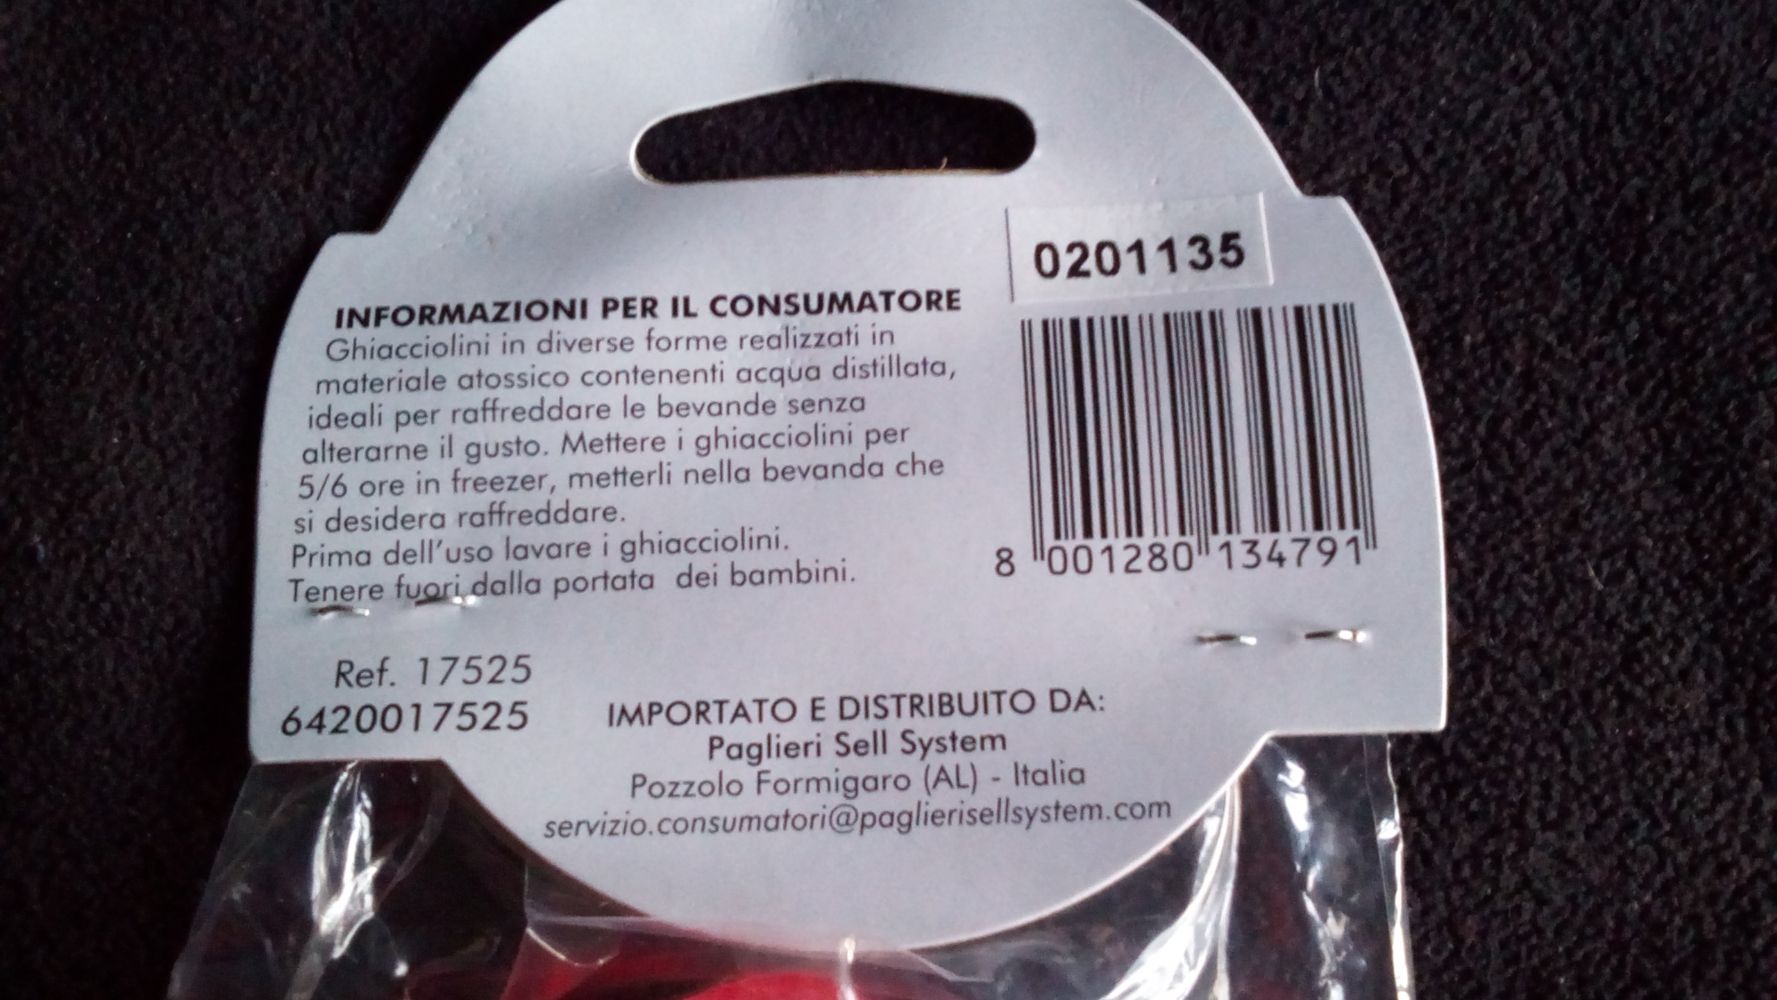 0201135
INFORMAZIONI PER IL CONSUMATORE
Ghiacciolini in diverse forme realizzati in
materiale atossico contenenti acqua distillata,
ideali per raffreddare le bevande senza
alterarne il gusto. Mettere i ghiacciolini per
5/6 ore in freezer, metterli nella bevanda che
si desidera raffreddare.
Prima dell'uso lavare i ghiacciolini.
Tenere fuori dalla portata dei bambini.
8 001280 134791
Ref. 17525
6420017525
IMPORTATO E DISTRIBUITO DA:
Paglieri Sell System
Pozzolo Formigaro (AL) - Italia
servizio.consumatori@paglierisellsystem.com